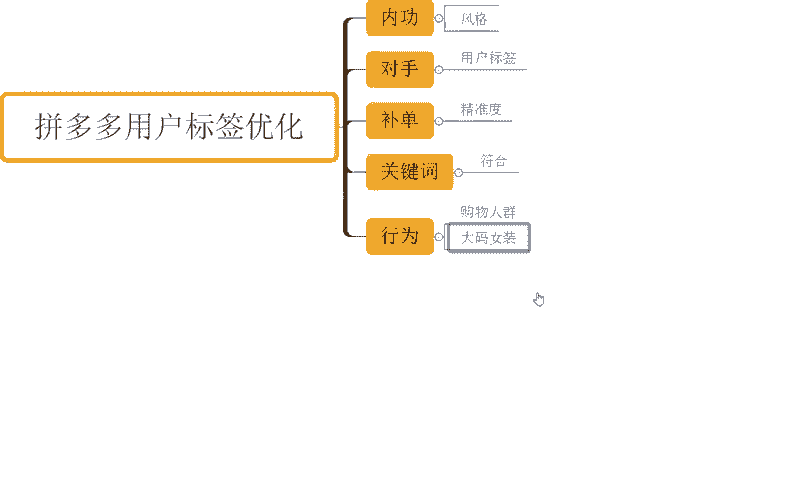 拼多多用户标签优化
内功
风格
对手
用户标签
补单
精准度
关键词
符合
行为
购物人群
大码女装